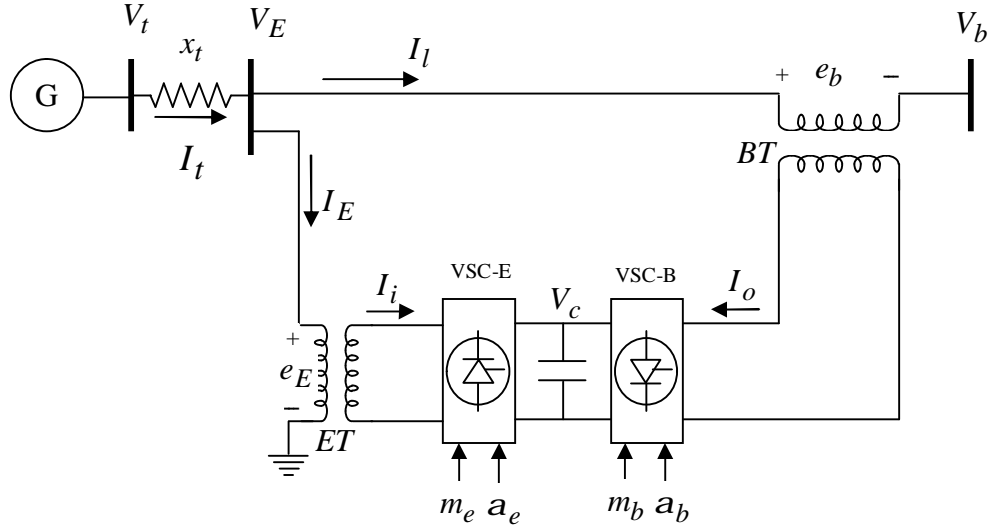 V_t
V_E
V_b
x_t
I_l
+ e_b −
G
I_t
BT
I_E
VSC-E
VSC-B
I_i
V_c
I_o
+
e_E
−
ET
m_e a_e
m_b a_b